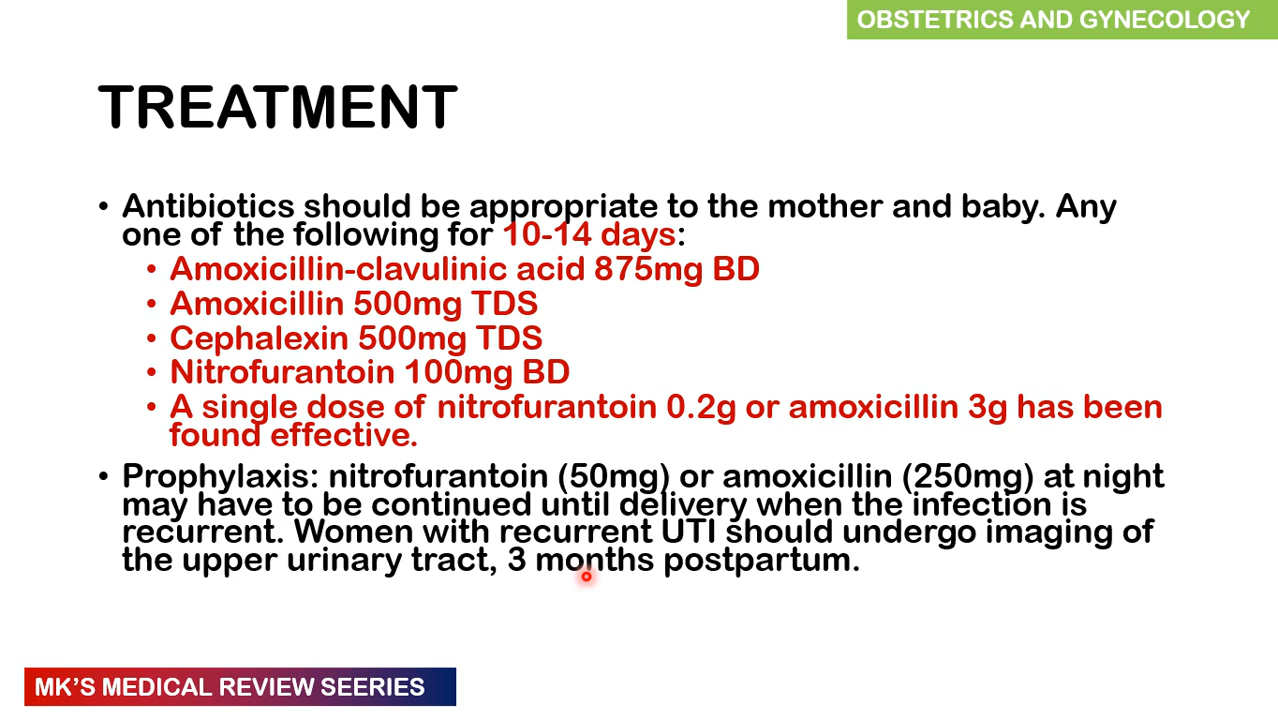 OBSTETRICS AND GYNECOLOGY
TREATMENT
• Antibiotics should be appropriate to the mother and baby. Any
one of the following for 10-14 days:
• Amoxicillin-clavulinic acid 875mg BD
• Amoxicillin 500mg TDS
• Cephalexin 500mg TDS
• Nitrofurantoin 100mg BD
• A single dose of nitrofurantoin 0.2g or amoxicillin 3g has been
found effective.
• Prophylaxis: nitrofurantoin (50mg) or amoxicillin (250mg) at night
may have to be continued until delivery when the infection is
recurrent. Women with recurrent UTI should undergo imaging of
the upper urinary tract, 3 months postpartum.
MK'S MEDICAL REVIEW SEERIES